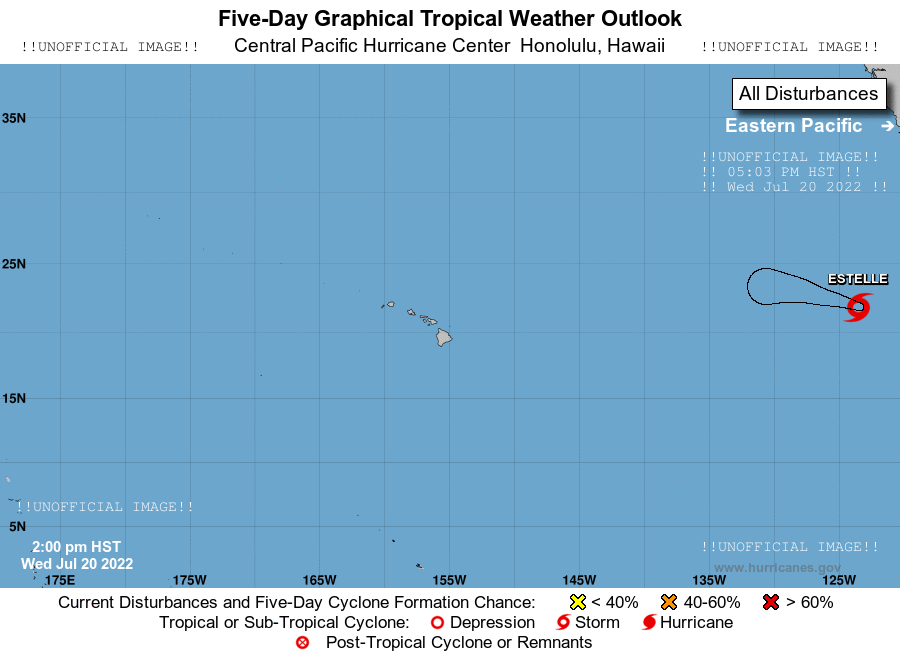 Five-Day Graphical Tropical Weather Outlook
!!UNOFFICIAL IMAGE!! Central Pacific Hurricane Center Honolulu, Hawaii !!UNOFFICIAL IMAGE!!
All Disturbances
35N
Eastern Pacific →
!!UNOFFICIAL IMAGE!!
!! 05:03 PM HST !!
!! Wed Jul 20 2022 !!
25N
ESTELLE
15N
!!UNOFFICIAL IMAGE!!
5N
2:00 pm HST
Wed Jul 20 2022
!!UNOFFICIAL IMAGE!!
www.hurricanes.gov
175E 175W 165W 155W 145W 135W 125W
Current Disturbances and Five-Day Cyclone Formation Chance: < 40% 40-60% > 60%
Tropical or Sub-Tropical Cyclone: Depression Storm Hurricane
Post-Tropical Cyclone or Remnants